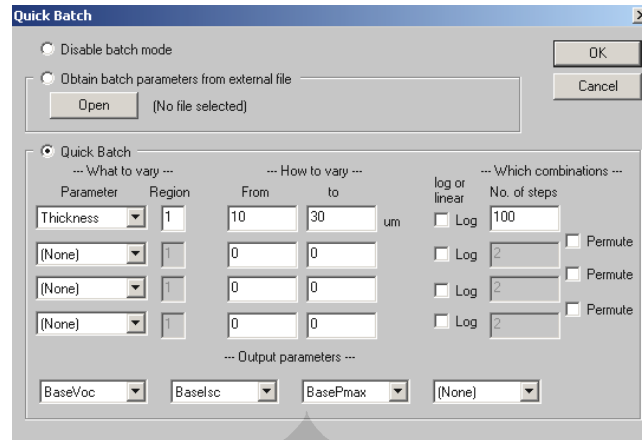 Quick Batch
Disable batch mode
OK
Obtain batch parameters from external file
Cancel
Open (No file selected)
Quick Batch
--- What to vary --- --- How to vary --- --- Which combinations ---
Parameter Region From to log or linear No. of steps
Thickness 1 10 30 um Log 100
Permute
(None) 1 0 0 Log 2
Permute
(None) 1 0 0 Log 2
Permute
(None) 1 0 0 Log 2
--- Output parameters ---
BaseVoc BaseIsc BasePmax (None)